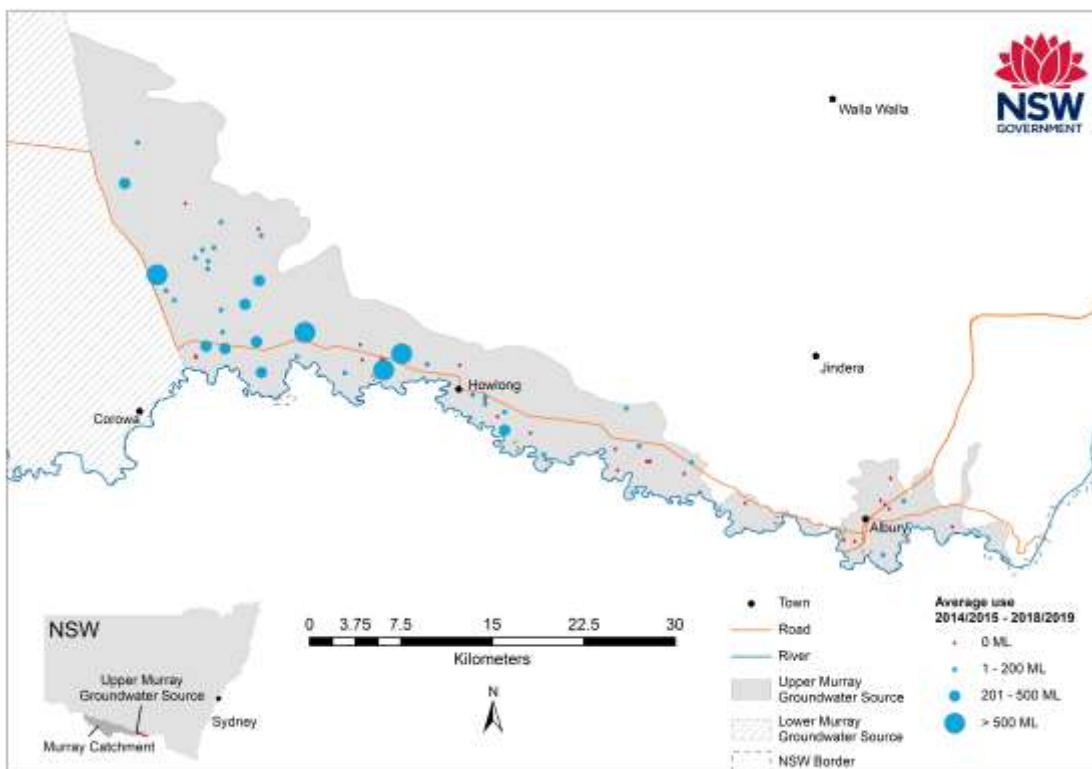 Walla Walla
NSW
GOVERNMENT
Jindera
Howlong
Corowa
Albury
NSW
Upper Murray
Groundwater Source
Sydney
Murray Catchment
0 3.75 7.5 15 22.5 30
Kilometers
N
Town
Road
River
Upper Murray
Groundwater Source
Lower Murray
Groundwater Source
NSW Border
Average use
2014/2015 - 2018/2019
0 ML
1 - 200 ML
201 - 500 ML
> 500 ML